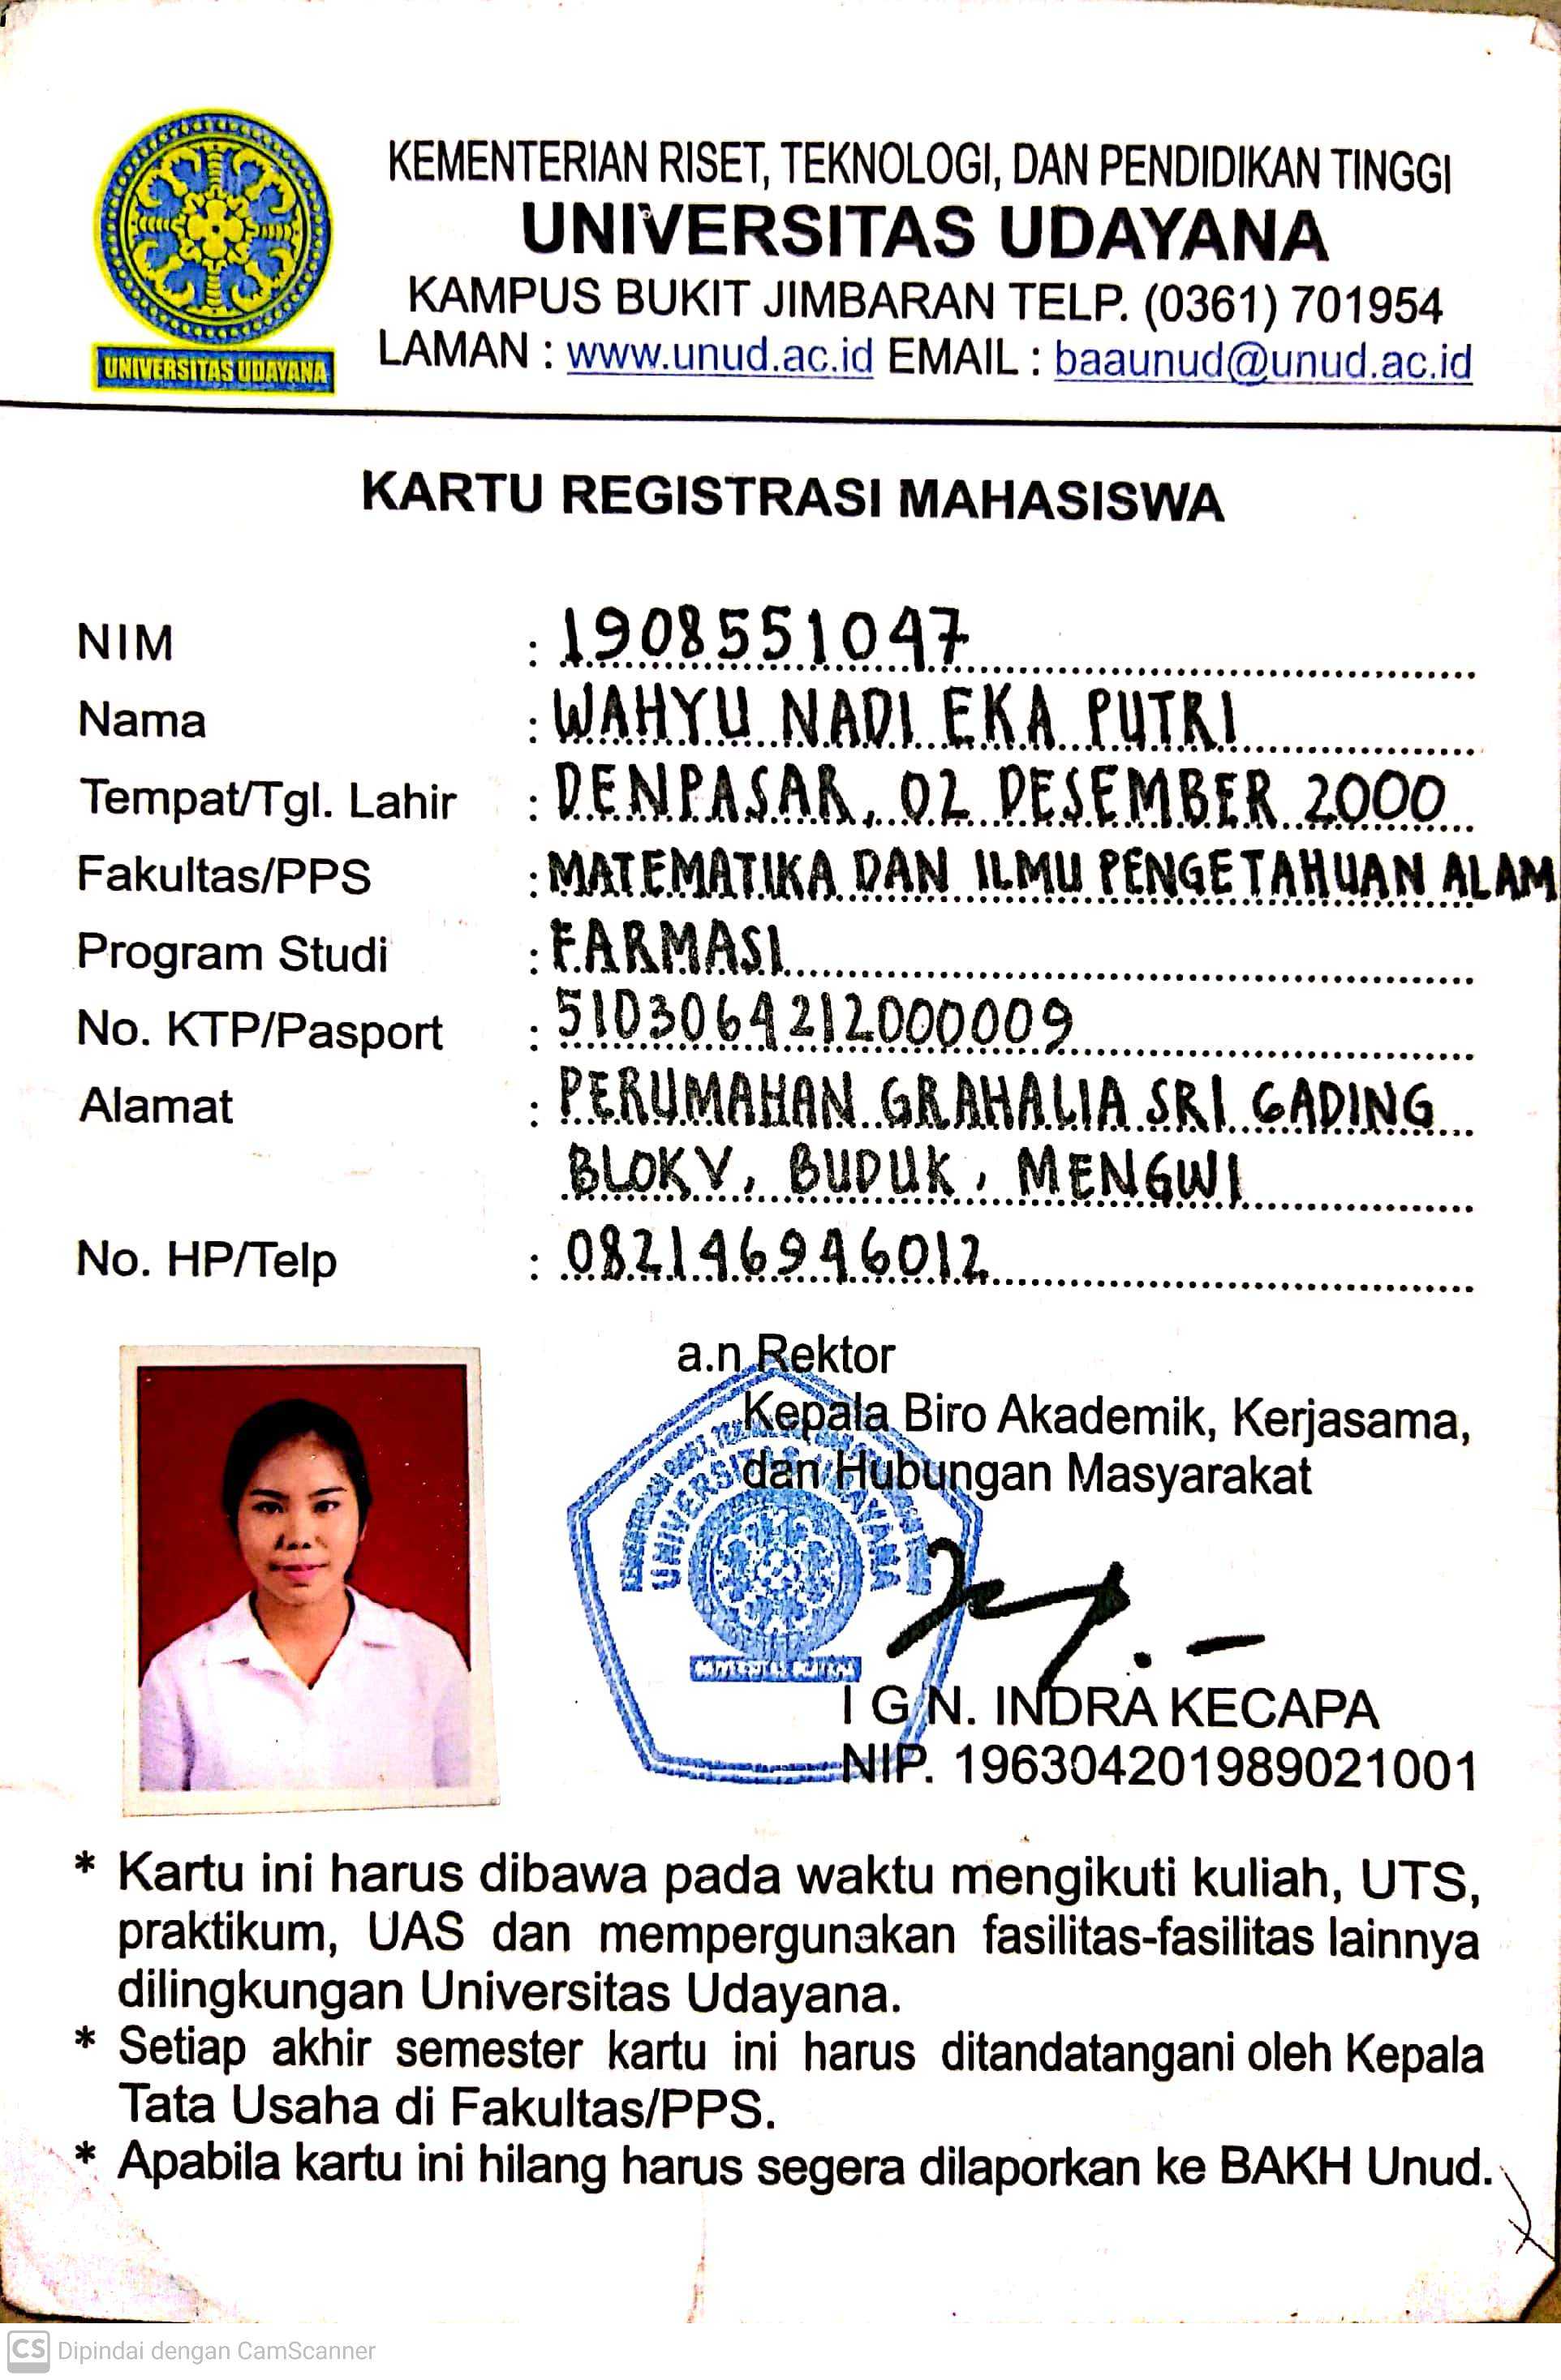 KEMENTERIAN RISET, TEKNOLOGI, DAN PENDIDIKAN TINGGI
UNIVERSITAS UDAYANA
KAMPUS BUKIT JIMBARAN TELP. (0361) 701954
LAMAN : www.unud.ac.id EMAIL : baaunud@unud.ac.id
UNIVERSITAS UDAYANA
KARTU REGISTRASI MAHASISWA
NIM : 1908551047
Nama : WAHYU NADI EKA PUTRI
Tempat/Tgl. Lahir : DENPASAR, 02 DESEMBER 2000
Fakultas/PPS : MATEMATIKA DAN ILMU PENGETAHUAN ALAM
Program Studi : FARMASI
No. KTP/Pasport : 5103064212000009
Alamat : PERUMAHAN GRAHALIA SRI GADING
BLOK V, BUDUK, MENGWI
No. HP/Telp : 082146946012
a.n Rektor
Kepala Biro Akademik, Kerjasama,
dan Hubungan Masyarakat
UNIVERSITAS UDAYANA
I G N. INDRA KECAPA
NIP. 196304201989021001
* Kartu ini harus dibawa pada waktu mengikuti kuliah, UTS,
praktikum, UAS dan mempergunakan fasilitas-fasilitas lainnya
dilingkungan Universitas Udayana.
* Setiap akhir semester kartu ini harus ditandatangani oleh Kepala
Tata Usaha di Fakultas/PPS.
* Apabila kartu ini hilang harus segera dilaporkan ke BAKH Unud.
CS Dipindai dengan CamScanner